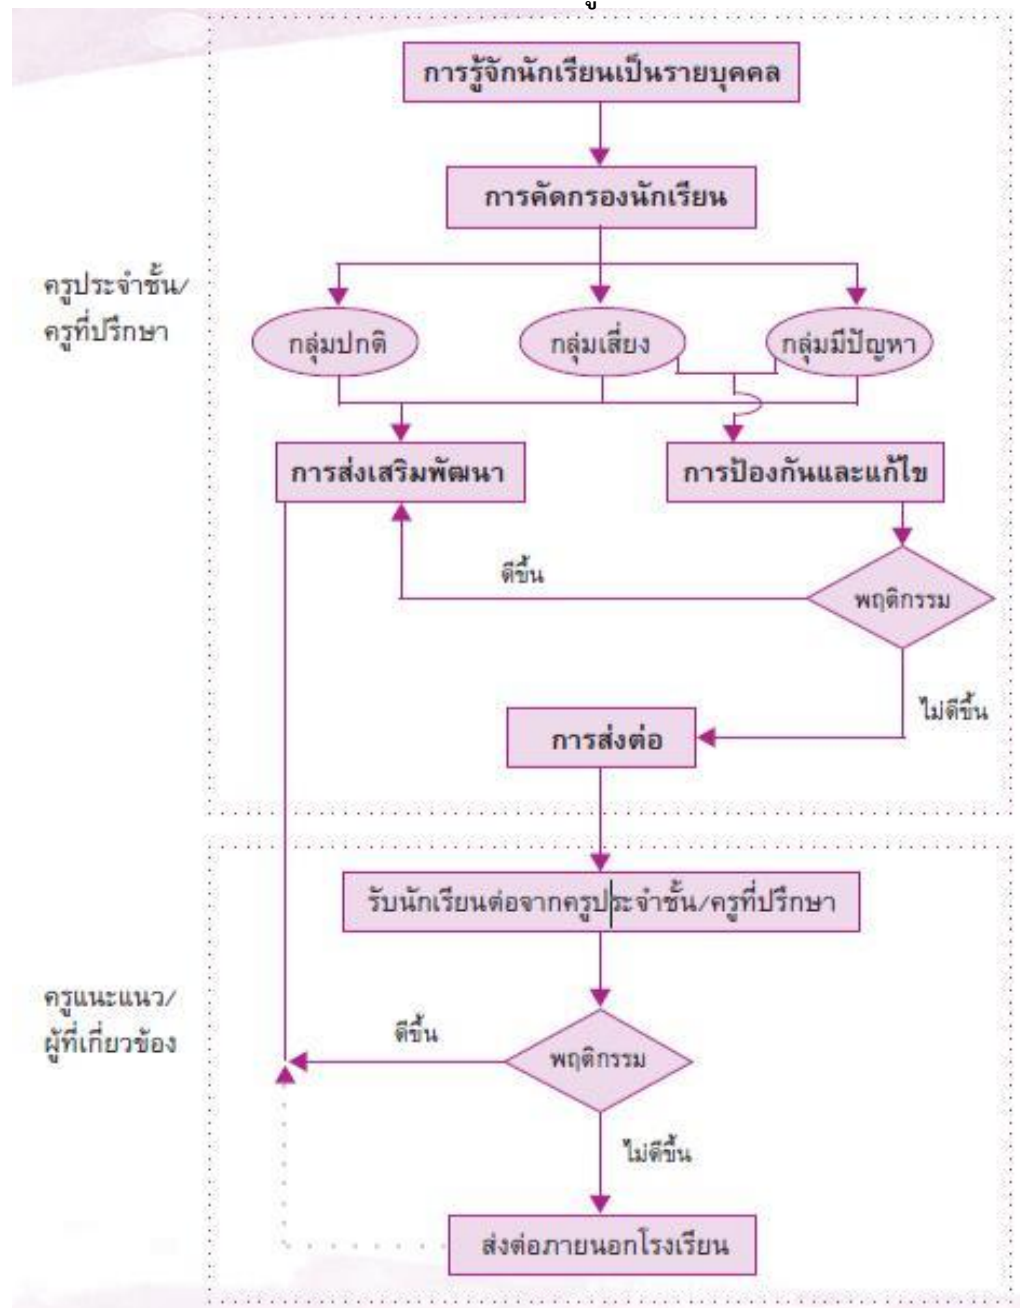 การรู้จักนักเรียนเป็นรายบุคคล
การคัดกรองนักเรียน
ครูประจำชั้น/
ครูที่ปรึกษา
กลุ่มปกติ
กลุ่มเสี่ยง
กลุ่มมีปัญหา
การส่งเสริมพัฒนา
การป้องกันและแก้ไข
ดีขึ้น
พฤติกรรม
ไม่ดีขึ้น
การส่งต่อ
รับนักเรียนต่อจากครูประจำชั้น/ครูที่ปรึกษา
ครูแนะแนว/
ผู้ที่เกี่ยวข้อง
ดีขึ้น
พฤติกรรม
ไม่ดีขึ้น
ส่งต่อภายนอกโรงเรียน